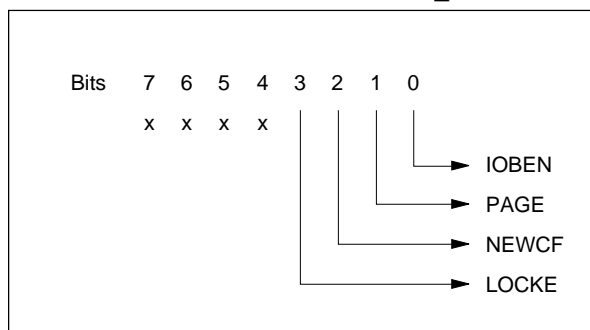 _
Bits 7 6 5 4 3 2 1 0
x x x x
IOBEN
PAGE
NEWCF
LOCKE